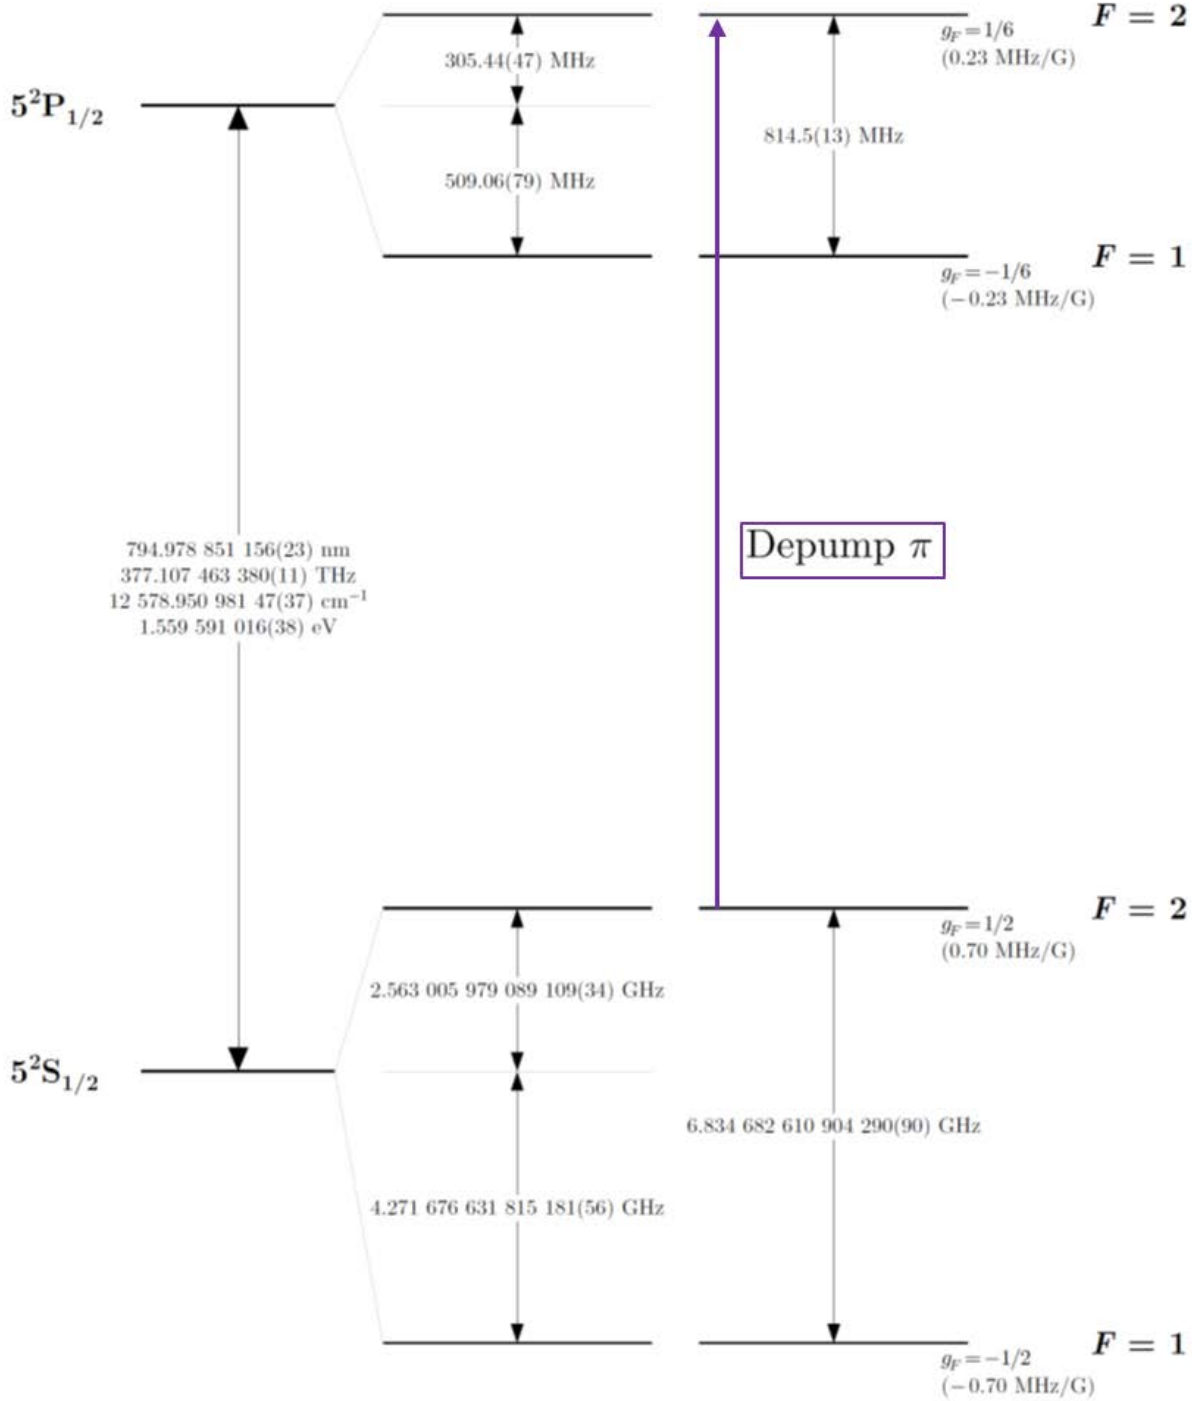 F = 2
g_F = 1/6
(0.23 MHz/G)
305.44(47) MHz
5²P₁/₂
814.5(13) MHz
509.06(79) MHz
F = 1
g_F = −1/6
(−0.23 MHz/G)
Depump π
794.978 851 156(23) nm
377.107 463 380(11) THz
12 578.950 981 47(37) cm⁻¹
1.559 591 016(38) eV
F = 2
g_F = 1/2
(0.70 MHz/G)
2.563 005 979 089 109(34) GHz
5²S₁/₂
6.834 682 610 904 290(90) GHz
4.271 676 631 815 181(56) GHz
F = 1
g_F = −1/2
(−0.70 MHz/G)